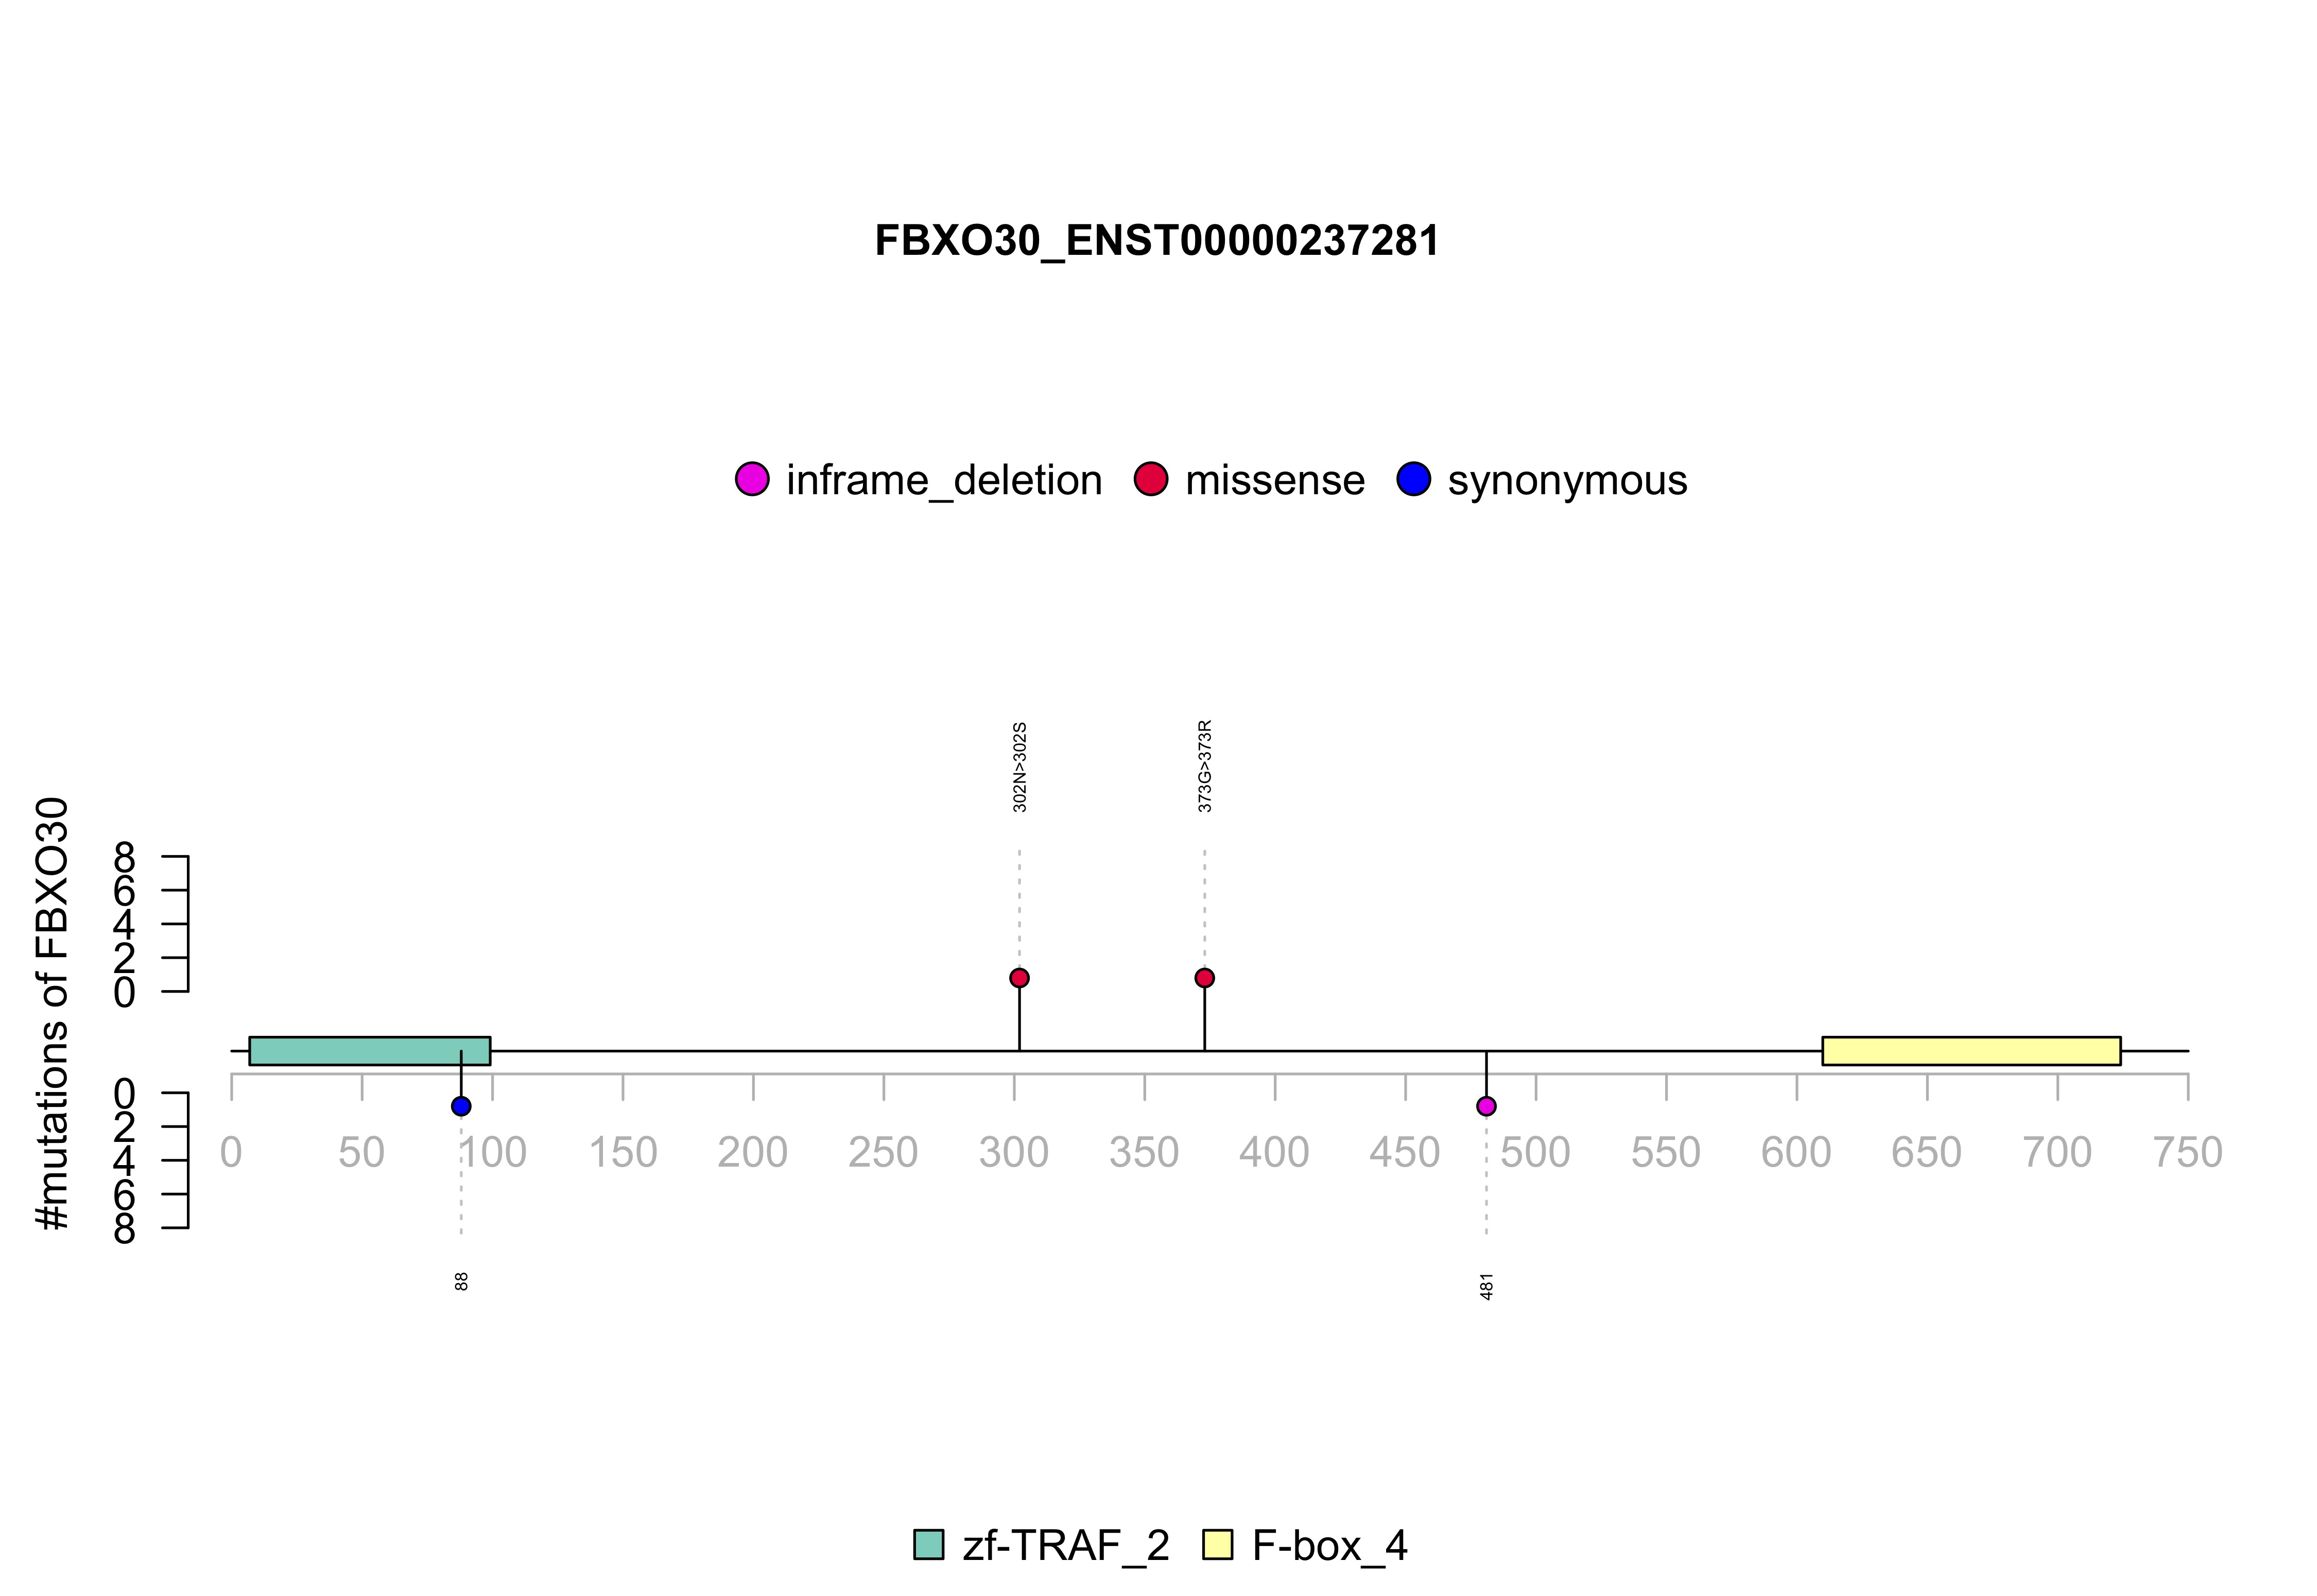 FBXO30_ENST00000237281
inframe_deletion missense synonymous
302N>302S
373G>373R
#mutations of FBXO30
8
6
4
2
0
0
2
4
6
8
0 50 100 150 200 250 300 350 400 450 500 550 600 650 700 750
88
481
zf-TRAF_2 F-box_4